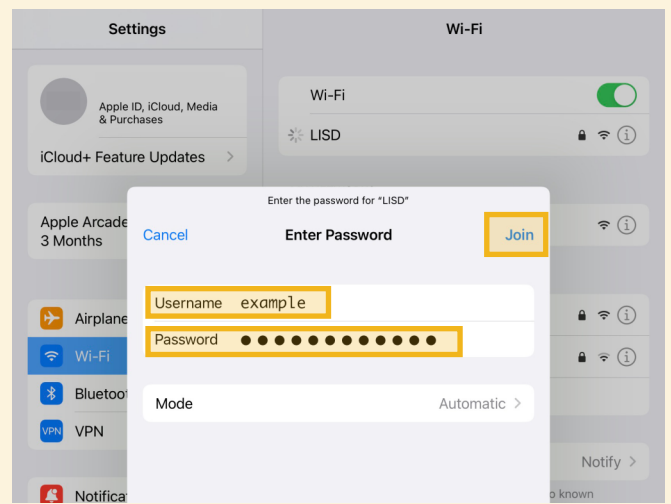 Settings
Wi-Fi
Apple ID, iCloud, Media
& Purchases
iCloud+ Feature Updates
Wi-Fi
LISD
Apple Arcade
3 Months
Enter the password for “LISD”
Cancel
Enter Password
Join
Username example
Password ●●●●●●●●●●●●
Mode
Automatic
Airplane
Wi-Fi
Bluetoo
VPN
VPN
Notifica
Notify
known